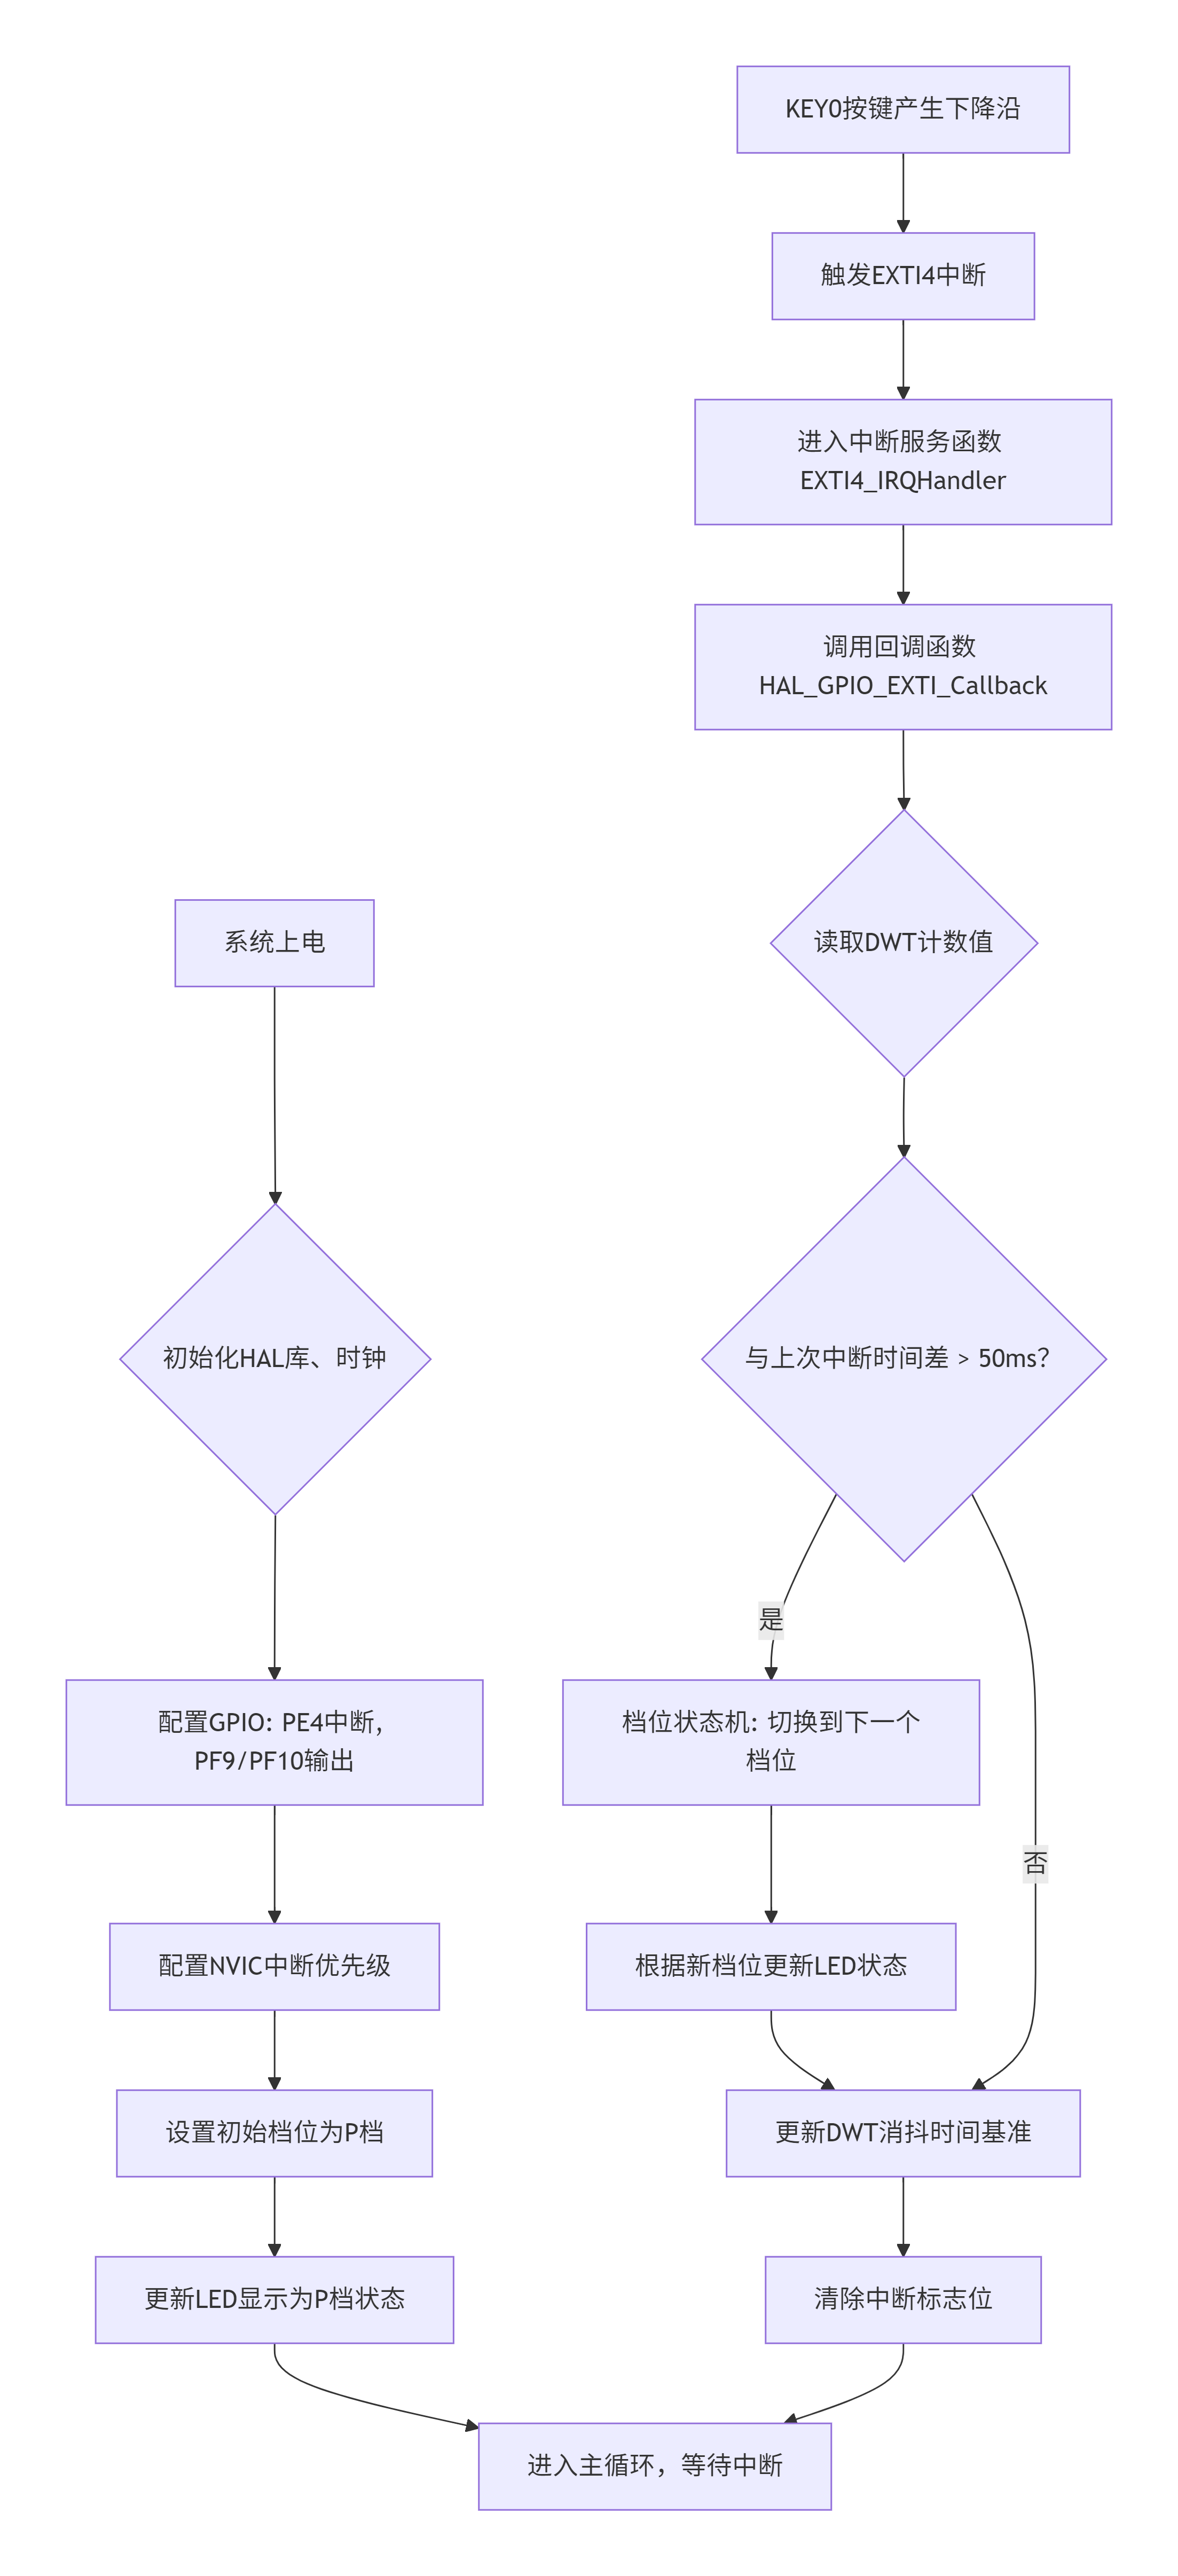 KEY0按键产生下降沿
触发EXTI4中断
进入中断服务函数
EXTI4_IRQHandler
调用回调函数
HAL_GPIO_EXTI_Callback
系统上电
读取DWT计数值
初始化HAL库、时钟
与上次中断时间差 > 50ms？
是
配置GPIO: PE4中断，
PF9/PF10输出
档位状态机: 切换到下一个
档位
否
配置NVIC中断优先级
根据新档位更新LED状态
设置初始档位为P档
更新DWT消抖时间基准
更新LED显示为P档状态
清除中断标志位
进入主循环，等待中断